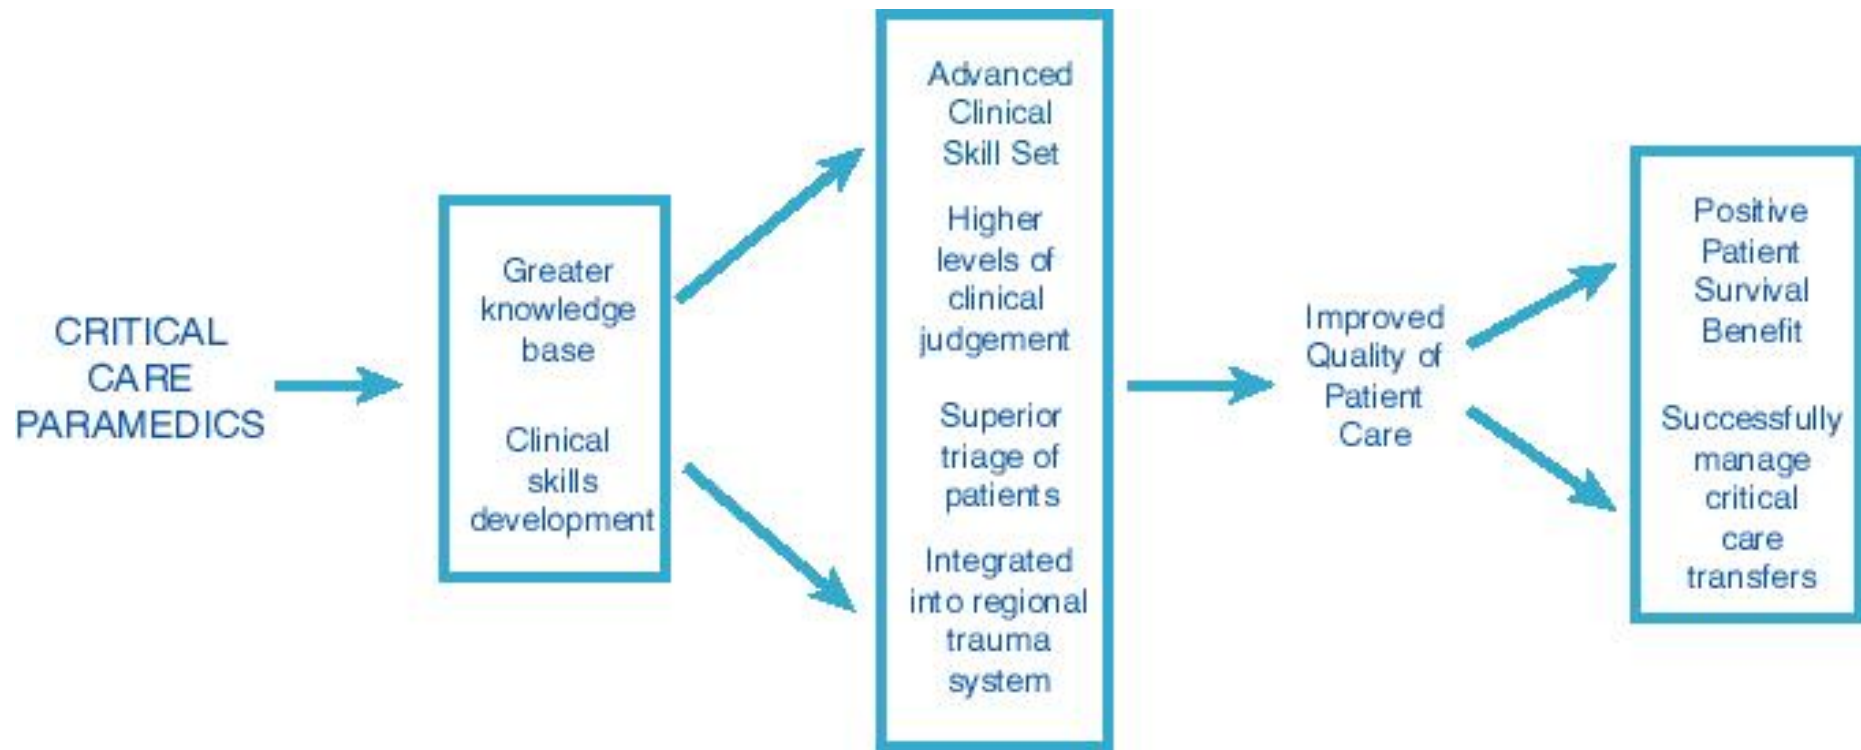 CRITICAL
CARE
PARAMEDICS
Greater
knowledge
base
Clinical
skills
development
Advanced
Clinical
Skill Set
Higher
levels of
clinical
judgement
Superior
triage of
patients
Integrated
into regional
trauma
system
Improved
Quality of
Patient
Care
Positive
Patient
Survival
Benefit
Successfully
manage
critical
care
transfers